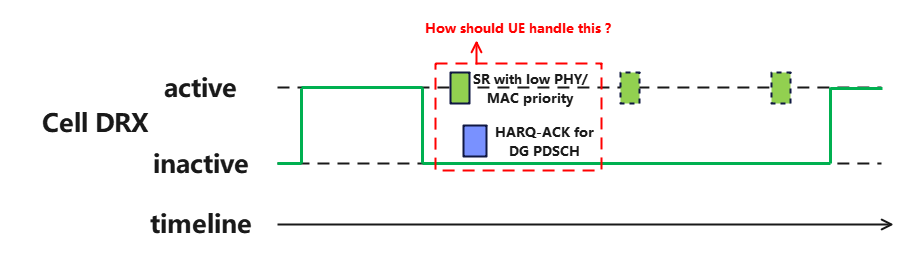 How should UE handle this ?
active
SR with low PHY/
MAC priority
Cell DRX
HARQ-ACK for
DG PDSCH
inactive
timeline